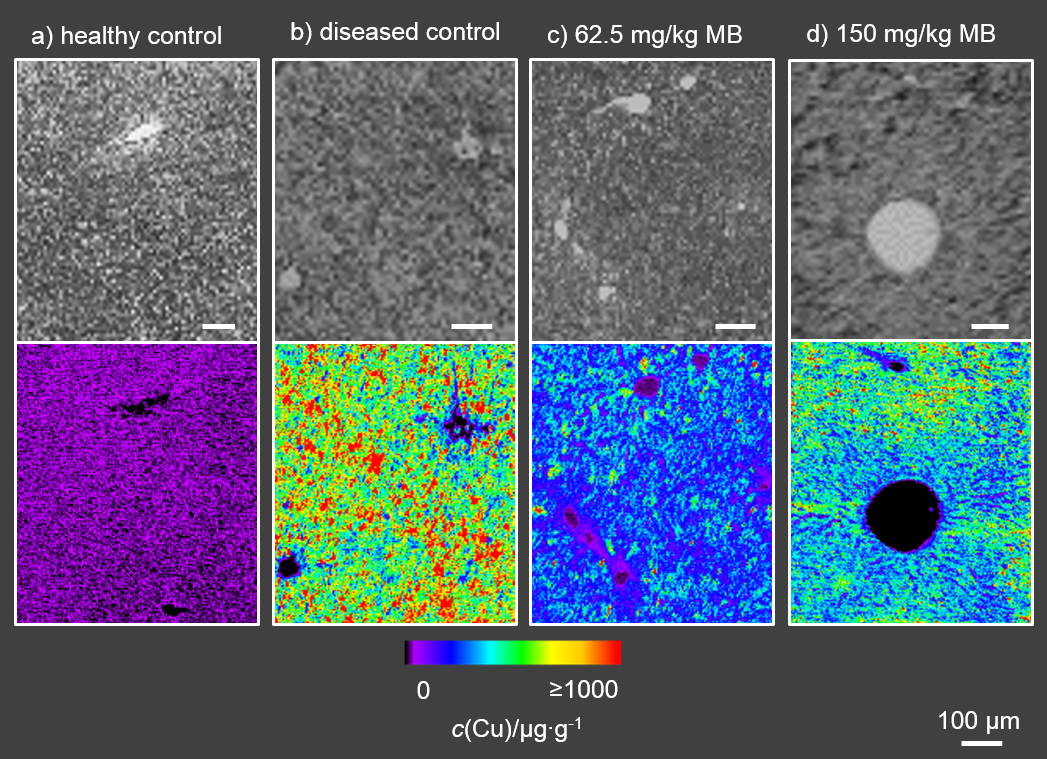 a) healthy control
b) diseased control
c) 62.5 mg/kg MB
d) 150 mg/kg MB
0
≥1000
c(Cu)/µg·g⁻¹
100 µm